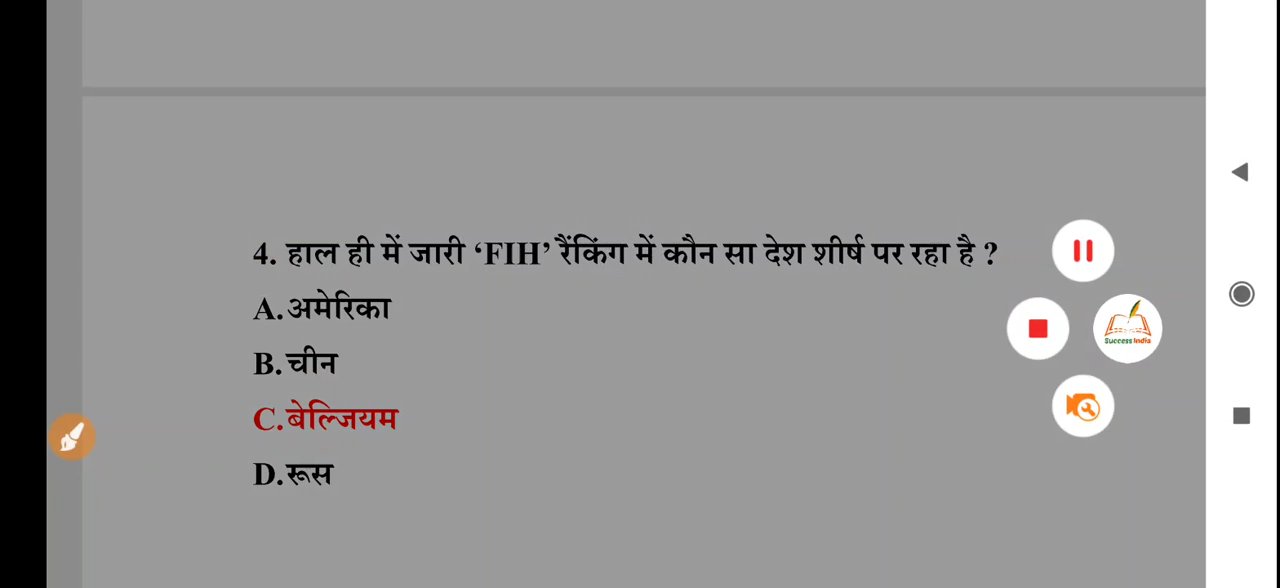 4. हाल ही में जारी ‘FIH’ रैंकिंग में कौन सा देश शीर्ष पर रहा है ?
A.अमेरिका
B.चीन
C.बेल्जियम
D.रूस
Success India